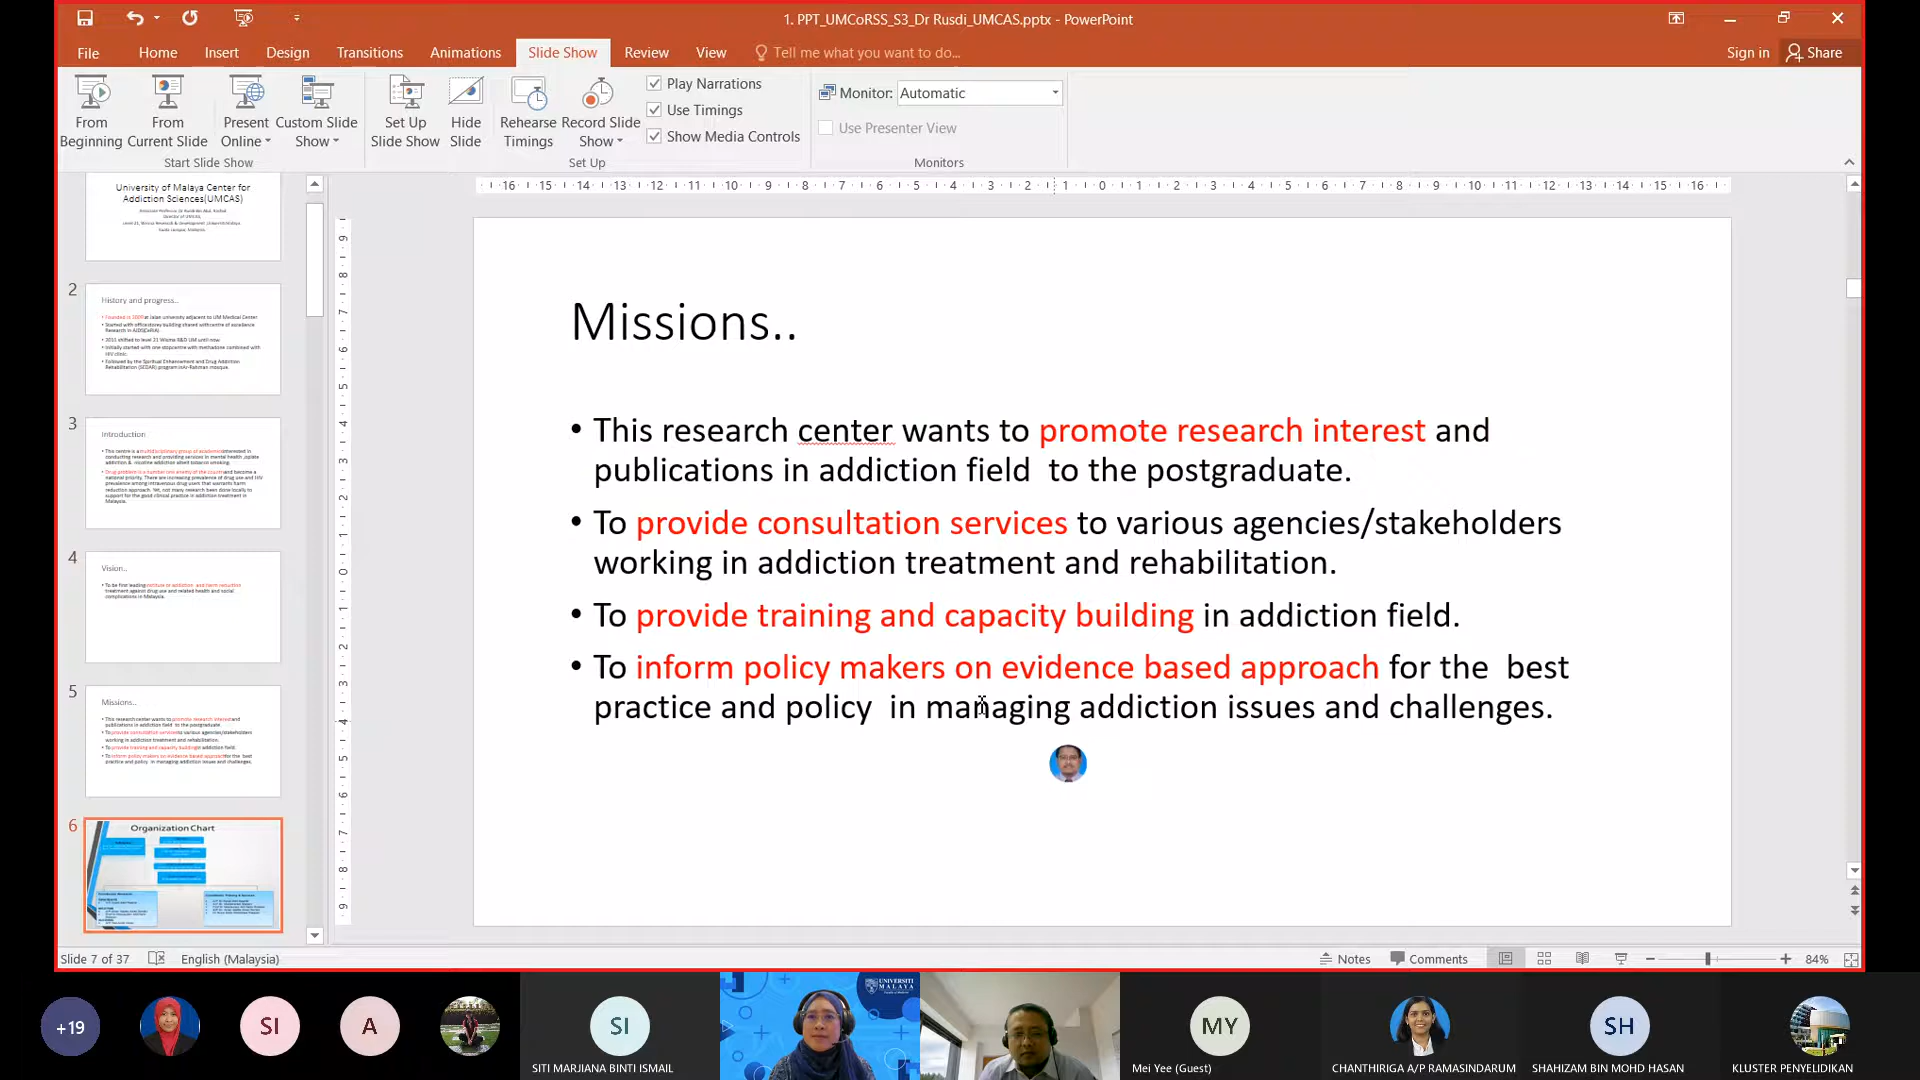 1. PPT_UMCoRSS_S3_Dr Rusdi_UMCAS.pptx - PowerPoint
File Home Insert Design Transitions Animations Slide Show Review View Tell me what you want to do... Sign in Share
From Beginning
From Current Slide
Present Online
Custom Slide Show
Start Slide Show
Set Up Slide Show
Hide Slide
Rehearse Timings
Record Slide Show
Play Narrations
Use Timings
Show Media Controls
Set Up
Monitor: Automatic
Use Presenter View
Monitors
University of Malaya Center for
Addiction Sciences(UMCAS)
2
History and progress..
3
Introduction
4
Vision..
5
Missions..
6
Organization Chart
Missions..
• This research center wants to promote research interest and
publications in addiction field  to the postgraduate.
• To provide consultation services to various agencies/stakeholders
working in addiction treatment and rehabilitation.
• To provide training and capacity building in addiction field.
• To inform policy makers on evidence based approach for the  best
practice and policy  in managing addiction issues and challenges.
Slide 7 of 37 English (Malaysia) Notes Comments 84%
+19
SI
A
SI
SITI MARJIANA BINTI ISMAIL
UNIVERSITI
MALAYA
MY
Mei Yee (Guest)
CHANTHIRIGA A/P RAMASINDARUM
SH
SHAHIZAM BIN MOHD HASAN
KLUSTER PENYELIDIKAN